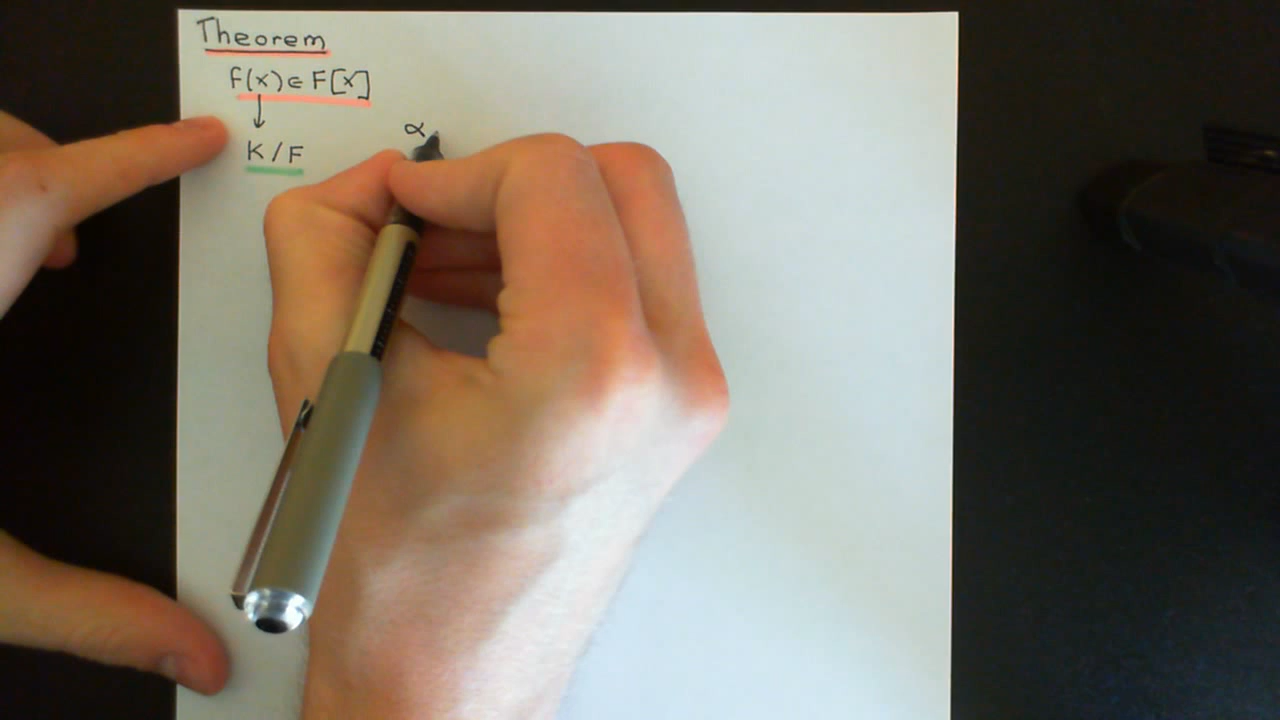 Theorem
f(x) ∈ F[x]
↓
α
K/F